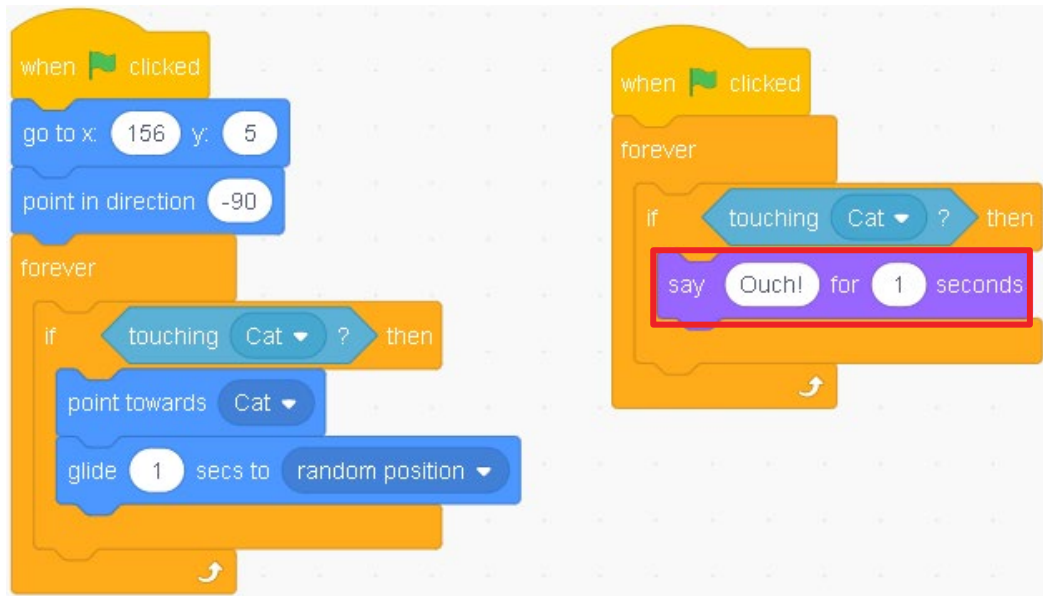 when clicked
go to x: 156 y: 5
point in direction -90
forever
if touching Cat ? then
point towards Cat
glide 1 secs to random position
when clicked
forever
if touching Cat ? then
say Ouch! for 1 seconds